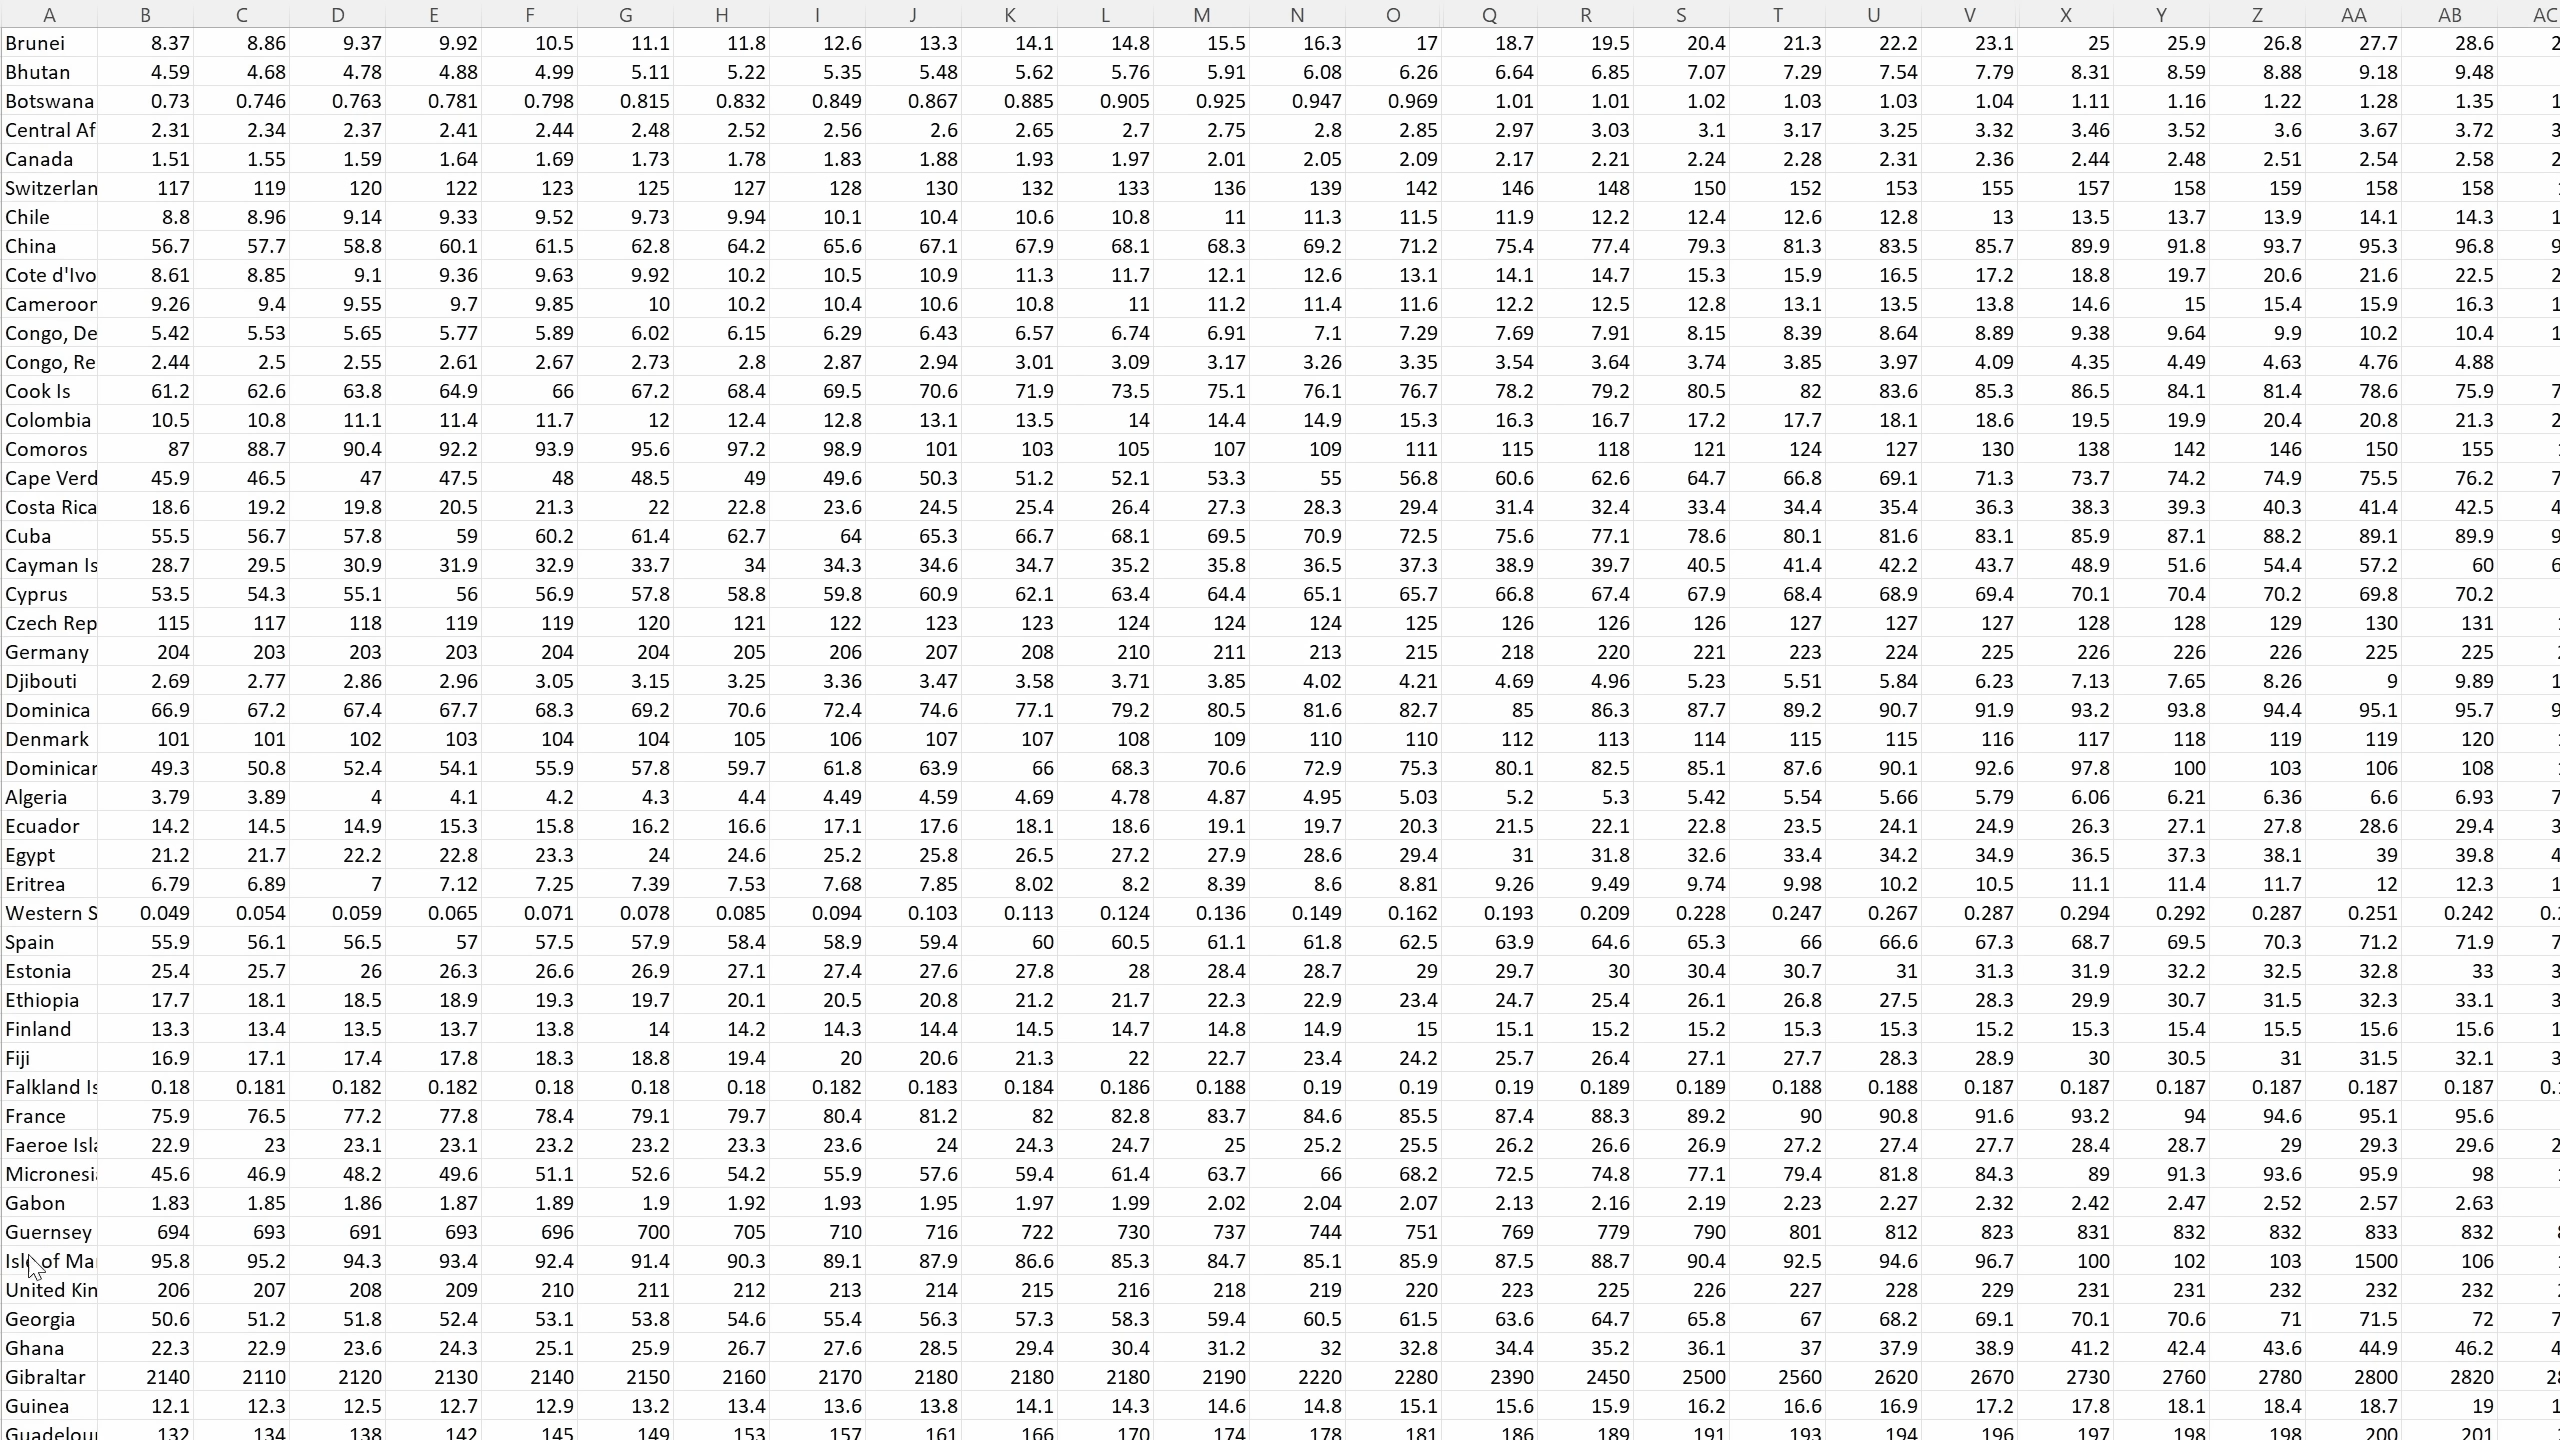 A B C D E F G H I J K L M N O Q R S T U V X Y Z AA AB AC
Brunei 8.37 8.86 9.37 9.92 10.5 11.1 11.8 12.6 13.3 14.1 14.8 15.5 16.3 17 18.7 19.5 20.4 21.3 22.2 23.1 25 25.9 26.8 27.7 28.6 2
Bhutan 4.59 4.68 4.78 4.88 4.99 5.11 5.22 5.35 5.48 5.62 5.76 5.91 6.08 6.26 6.64 6.85 7.07 7.29 7.54 7.79 8.31 8.59 8.88 9.18 9.48
Botswana 0.73 0.746 0.763 0.781 0.798 0.815 0.832 0.849 0.867 0.885 0.905 0.925 0.947 0.969 1.01 1.01 1.02 1.03 1.03 1.04 1.11 1.16 1.22 1.28 1.35 1
Central Af 2.31 2.34 2.37 2.41 2.44 2.48 2.52 2.56 2.6 2.65 2.7 2.75 2.8 2.85 2.97 3.03 3.1 3.17 3.25 3.32 3.46 3.52 3.6 3.67 3.72 3
Canada 1.51 1.55 1.59 1.64 1.69 1.73 1.78 1.83 1.88 1.93 1.97 2.01 2.05 2.09 2.17 2.21 2.24 2.28 2.31 2.36 2.44 2.48 2.51 2.54 2.58 2
Switzerlan 117 119 120 122 123 125 127 128 130 132 133 136 139 142 146 148 150 152 153 155 157 158 159 158 158
Chile 8.8 8.96 9.14 9.33 9.52 9.73 9.94 10.1 10.4 10.6 10.8 11 11.3 11.5 11.9 12.2 12.4 12.6 12.8 13 13.5 13.7 13.9 14.1 14.3 1
China 56.7 57.7 58.8 60.1 61.5 62.8 64.2 65.6 67.1 67.9 68.1 68.3 69.2 71.2 75.4 77.4 79.3 81.3 83.5 85.7 89.9 91.8 93.7 95.3 96.8 9
Cote d'Ivo 8.61 8.85 9.1 9.36 9.63 9.92 10.2 10.5 10.9 11.3 11.7 12.1 12.6 13.1 14.1 14.7 15.3 15.9 16.5 17.2 18.8 19.7 20.6 21.6 22.5 2
Cameroon 9.26 9.4 9.55 9.7 9.85 10 10.2 10.4 10.6 10.8 11 11.2 11.4 11.6 12.2 12.5 12.8 13.1 13.5 13.8 14.6 15 15.4 15.9 16.3 1
Congo, De 5.42 5.53 5.65 5.77 5.89 6.02 6.15 6.29 6.43 6.57 6.74 6.91 7.1 7.29 7.69 7.91 8.15 8.39 8.64 8.89 9.38 9.64 9.9 10.2 10.4 1
Congo, Re 2.44 2.5 2.55 2.61 2.67 2.73 2.8 2.87 2.94 3.01 3.09 3.17 3.26 3.35 3.54 3.64 3.74 3.85 3.97 4.09 4.35 4.49 4.63 4.76 4.88
Cook Is 61.2 62.6 63.8 64.9 66 67.2 68.4 69.5 70.6 71.9 73.5 75.1 76.1 76.7 78.2 79.2 80.5 82 83.6 85.3 86.5 84.1 81.4 78.6 75.9 7
Colombia 10.5 10.8 11.1 11.4 11.7 12 12.4 12.8 13.1 13.5 14 14.4 14.9 15.3 16.3 16.7 17.2 17.7 18.1 18.6 19.5 19.9 20.4 20.8 21.3 2
Comoros 87 88.7 90.4 92.2 93.9 95.6 97.2 98.9 101 103 105 107 109 111 115 118 121 124 127 130 138 142 146 150 155
Cape Verd 45.9 46.5 47 47.5 48 48.5 49 49.6 50.3 51.2 52.1 53.3 55 56.8 60.6 62.6 64.7 66.8 69.1 71.3 73.7 74.2 74.9 75.5 76.2 7
Costa Rica 18.6 19.2 19.8 20.5 21.3 22 22.8 23.6 24.5 25.4 26.4 27.3 28.3 29.4 31.4 32.4 33.4 34.4 35.4 36.3 38.3 39.3 40.3 41.4 42.5 4
Cuba 55.5 56.7 57.8 59 60.2 61.4 62.7 64 65.3 66.7 68.1 69.5 70.9 72.5 75.6 77.1 78.6 80.1 81.6 83.1 85.9 87.1 88.2 89.1 89.9 9
Cayman Is 28.7 29.5 30.9 31.9 32.9 33.7 34 34.3 34.6 34.7 35.2 35.8 36.5 37.3 38.9 39.7 40.5 41.4 42.2 43.7 48.9 51.6 54.4 57.2 60 6
Cyprus 53.5 54.3 55.1 56 56.9 57.8 58.8 59.8 60.9 62.1 63.4 64.4 65.1 65.7 66.8 67.4 67.9 68.4 68.9 69.4 70.1 70.4 70.2 69.8 70.2
Czech Rep 115 117 118 119 119 120 121 122 123 123 124 124 124 125 126 126 126 127 127 127 128 128 129 130 131
Germany 204 203 203 203 204 204 205 206 207 208 210 211 213 215 218 220 221 223 224 225 226 226 226 225 225
Djibouti 2.69 2.77 2.86 2.96 3.05 3.15 3.25 3.36 3.47 3.58 3.71 3.85 4.02 4.21 4.69 4.96 5.23 5.51 5.84 6.23 7.13 7.65 8.26 9 9.89 1
Dominica 66.9 67.2 67.4 67.7 68.3 69.2 70.6 72.4 74.6 77.1 79.2 80.5 81.6 82.7 85 86.3 87.7 89.2 90.7 91.9 93.2 93.8 94.4 95.1 95.7 9
Denmark 101 101 102 103 104 104 105 106 107 107 108 109 110 110 112 113 114 115 115 116 117 118 119 119 120
Dominican 49.3 50.8 52.4 54.1 55.9 57.8 59.7 61.8 63.9 66 68.3 70.6 72.9 75.3 80.1 82.5 85.1 87.6 90.1 92.6 97.8 100 103 106 108
Algeria 3.79 3.89 4 4.1 4.2 4.3 4.4 4.49 4.59 4.69 4.78 4.87 4.95 5.03 5.2 5.3 5.42 5.54 5.66 5.79 6.06 6.21 6.36 6.6 6.93 7
Ecuador 14.2 14.5 14.9 15.3 15.8 16.2 16.6 17.1 17.6 18.1 18.6 19.1 19.7 20.3 21.5 22.1 22.8 23.5 24.1 24.9 26.3 27.1 27.8 28.6 29.4 3
Egypt 21.2 21.7 22.2 22.8 23.3 24 24.6 25.2 25.8 26.5 27.2 27.9 28.6 29.4 31 31.8 32.6 33.4 34.2 34.9 36.5 37.3 38.1 39 39.8 4
Eritrea 6.79 6.89 7 7.12 7.25 7.39 7.53 7.68 7.85 8.02 8.2 8.39 8.6 8.81 9.26 9.49 9.74 9.98 10.2 10.5 11.1 11.4 11.7 12 12.3 1
Western S 0.049 0.054 0.059 0.065 0.071 0.078 0.085 0.094 0.103 0.113 0.124 0.136 0.149 0.162 0.193 0.209 0.228 0.247 0.267 0.287 0.294 0.292 0.287 0.251 0.242 0.2
Spain 55.9 56.1 56.5 57 57.5 57.9 58.4 58.9 59.4 60 60.5 61.1 61.8 62.5 63.9 64.6 65.3 66 66.6 67.3 68.7 69.5 70.3 71.2 71.9 7
Estonia 25.4 25.7 26 26.3 26.6 26.9 27.1 27.4 27.6 27.8 28 28.4 28.7 29 29.7 30 30.4 30.7 31 31.3 31.9 32.2 32.5 32.8 33 3
Ethiopia 17.7 18.1 18.5 18.9 19.3 19.7 20.1 20.5 20.8 21.2 21.7 22.3 22.9 23.4 24.7 25.4 26.1 26.8 27.5 28.3 29.9 30.7 31.5 32.3 33.1 3
Finland 13.3 13.4 13.5 13.7 13.8 14 14.2 14.3 14.4 14.5 14.7 14.8 14.9 15 15.1 15.2 15.2 15.3 15.3 15.2 15.3 15.4 15.5 15.6 15.6 1
Fiji 16.9 17.1 17.4 17.8 18.3 18.8 19.4 20 20.6 21.3 22 22.7 23.4 24.2 25.7 26.4 27.1 27.7 28.3 28.9 30 30.5 31 31.5 32.1 3
Falkland Is 0.18 0.181 0.182 0.182 0.18 0.18 0.18 0.182 0.183 0.184 0.186 0.188 0.19 0.19 0.19 0.189 0.189 0.188 0.188 0.187 0.187 0.187 0.187 0.187 0.187 0.1
France 75.9 76.5 77.2 77.8 78.4 79.1 79.7 80.4 81.2 82 82.8 83.7 84.6 85.5 87.4 88.3 89.2 90 90.8 91.6 93.2 94 94.6 95.1 95.6
Faeroe Isla 22.9 23 23.1 23.1 23.2 23.2 23.3 23.6 24 24.3 24.7 25 25.2 25.5 26.2 26.6 26.9 27.2 27.4 27.7 28.4 28.7 29 29.3 29.6 2
Micronesia 45.6 46.9 48.2 49.6 51.1 52.6 54.2 55.9 57.6 59.4 61.4 63.7 66 68.2 72.5 74.8 77.1 79.4 81.8 84.3 89 91.3 93.6 95.9 98
Gabon 1.83 1.85 1.86 1.87 1.89 1.9 1.92 1.93 1.95 1.97 1.99 2.02 2.04 2.07 2.13 2.16 2.19 2.23 2.27 2.32 2.42 2.47 2.52 2.57 2.63
Guernsey 694 693 691 693 696 700 705 710 716 722 730 737 744 751 769 779 790 801 812 823 831 832 832 833 832
Isle of Man 95.8 95.2 94.3 93.4 92.4 91.4 90.3 89.1 87.9 86.6 85.3 84.7 85.1 85.9 87.5 88.7 90.4 92.5 94.6 96.7 100 102 103 1500 106
United Kin 206 207 208 209 210 211 212 213 214 215 216 218 219 220 223 225 226 227 228 229 231 231 232 232 232
Georgia 50.6 51.2 51.8 52.4 53.1 53.8 54.6 55.4 56.3 57.3 58.3 59.4 60.5 61.5 63.6 64.7 65.8 67 68.2 69.1 70.1 70.6 71 71.5 72 7
Ghana 22.3 22.9 23.6 24.3 25.1 25.9 26.7 27.6 28.5 29.4 30.4 31.2 32 32.8 34.4 35.2 36.1 37 37.9 38.9 41.2 42.4 43.6 44.9 46.2 4
Gibraltar 2140 2110 2120 2130 2140 2150 2160 2170 2180 2180 2180 2190 2220 2280 2390 2450 2500 2560 2620 2670 2730 2760 2780 2800 2820 28
Guinea 12.1 12.3 12.5 12.7 12.9 13.2 13.4 13.6 13.8 14.1 14.3 14.6 14.8 15.1 15.6 15.9 16.2 16.6 16.9 17.2 17.8 18.1 18.4 18.7 19 1
Guadeloup 132 134 138 142 145 149 153 157 161 166 170 174 178 181 186 189 191 193 194 196 197 198 198 200 201